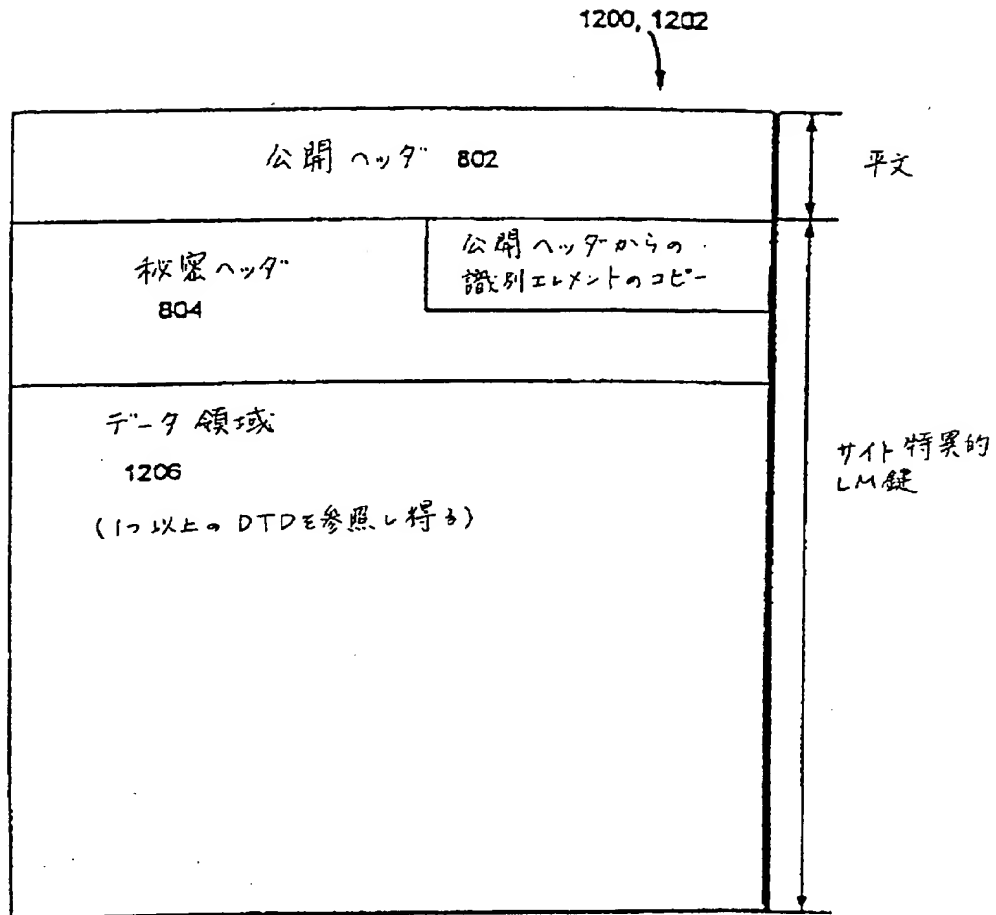 1200, 1202
公開ヘッダ 802
平文
秘密ヘッダ
804
公開ヘッダからの
識別エレメントのコピー
データ領域
1206
(1つ以上のDTDを参照し得る)
サイト特異的
LM鍵